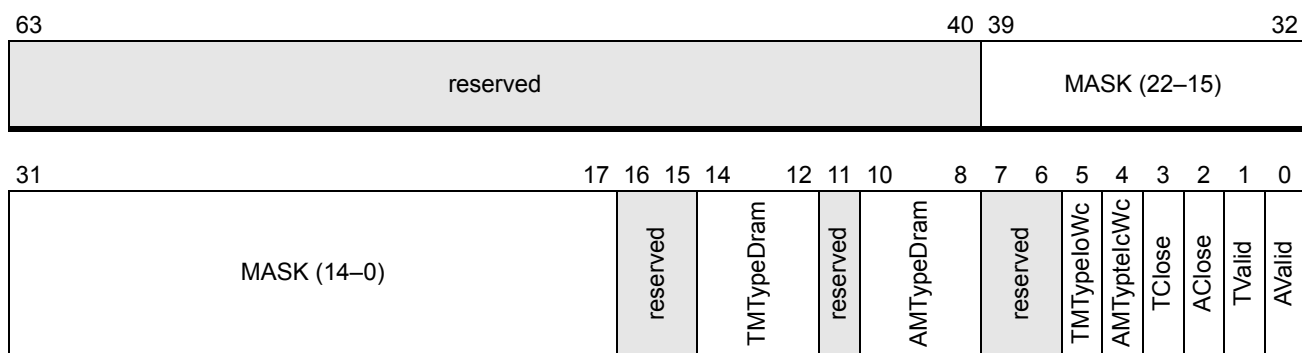 63 40 39 32
reserved MASK (22–15)
31 17 16 15 14 12 11 10 8 7 6 5 4 3 2 1 0
MASK (14–0) reserved TMTypeDram reserved AMTypeDram reserved TMTypeIoWc AMTypteIcWc TClose AClose TValid AValid